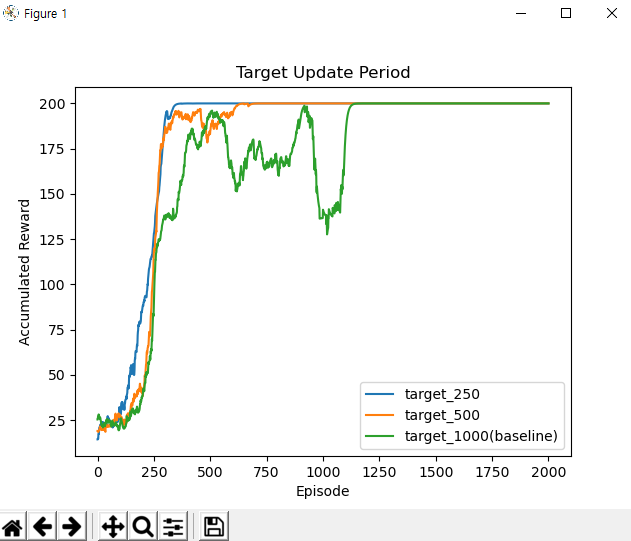 Figure 1
Target Update Period
Accumulated Reward
200
175
150
125
100
75
50
25
target_250
target_500
target_1000(baseline)
0 250 500 750 1000 1250 1500 1750 2000
Episode